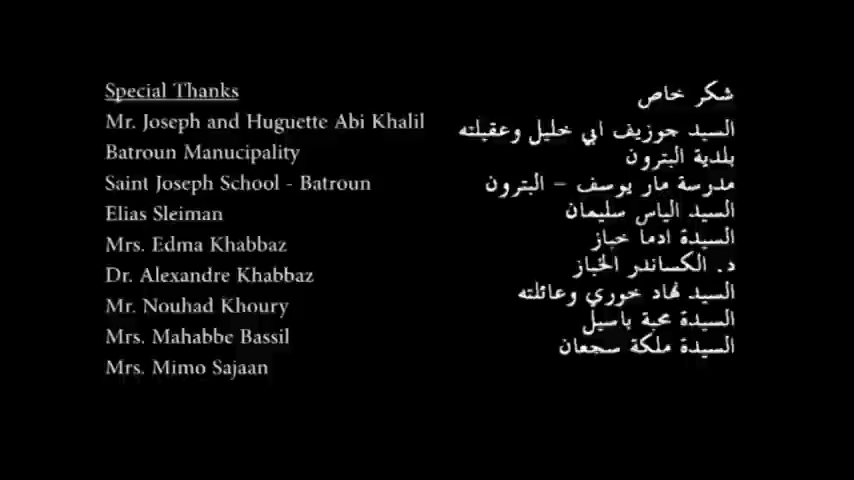 Special Thanks
Mr. Joseph and Huguette Abi Khalil
Batroun Manucipality
Saint Joseph School - Batroun
Elias Sleiman
Mrs. Edma Khabbaz
Dr. Alexandre Khabbaz
Mr. Nouhad Khoury
Mrs. Mahabbe Bassil
Mrs. Mimo Sajaan
شكر خاص
السيد جوزيف ابي خليل وعقيلته
بلدية البترون
مدرسة مار يوسف - البترون
السيد الياس سليمان
السيدة ادما خباز
د. الكساندر الخباز
السيد نهاد خوري وعائلته
السيدة محبة باسيل
السيدة ملكة سجعان